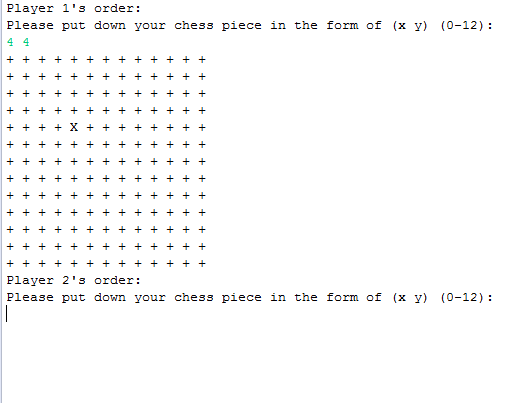 Player 1's order:
Please put down your chess piece in the form of (x y) (0-12):
4 4
+ + + + + + + + + + + + +
+ + + + + + + + + + + + +
+ + + + + + + + + + + + +
+ + + + + + + + + + + + +
+ + + + X + + + + + + + +
+ + + + + + + + + + + + +
+ + + + + + + + + + + + +
+ + + + + + + + + + + + +
+ + + + + + + + + + + + +
+ + + + + + + + + + + + +
+ + + + + + + + + + + + +
+ + + + + + + + + + + + +
+ + + + + + + + + + + + +
Player 2's order:
Please put down your chess piece in the form of (x y) (0-12):